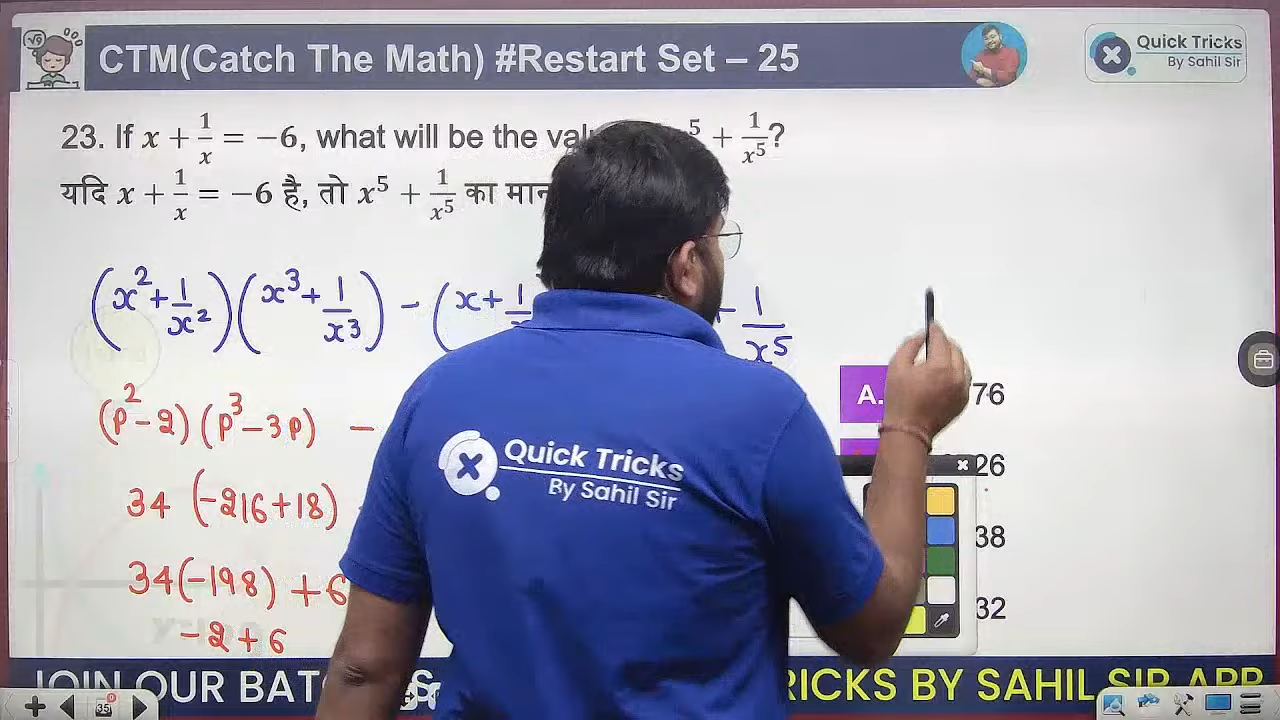 CTM(Catch The Math) #Restart Set – 25
Quick Tricks
By Sahil Sir
23. If x + 1/x = −6, what will be the 5 + 1/x⁵?
यदि x + 1/x = −6 है, तो x⁵ + 1/x⁵ का
(x² + 1/x²)(x³ + 1/x³) − (x + 1 + 1/x⁵
(p² − 2)(p³ − 3p) −
34 (−216 + 18)
34(−198) + 6
−2 + 6
A. 76
26
38
32
Quick Tricks
By Sahil Sir
JOIN OUR RICKS BY SAHIL SIR APP
35